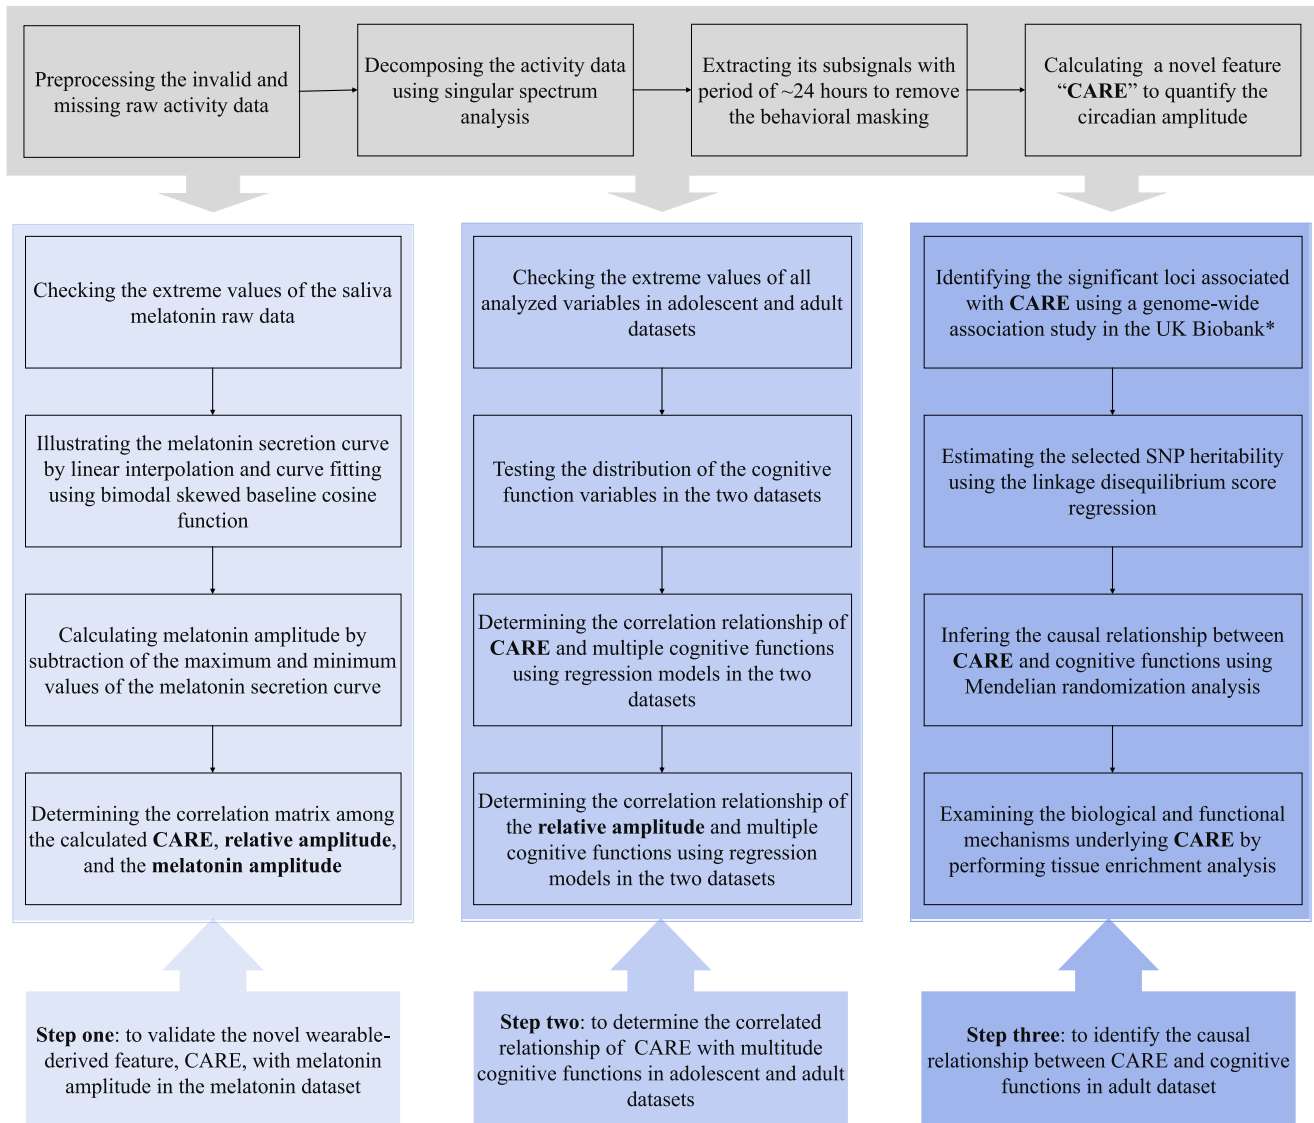 Preprocessing the invalid and
missing raw activity data
Decomposing the activity data
using singular spectrum
analysis
Extracting its subsignals with
period of ~24 hours to remove
the behavioral masking
Calculating a novel feature
“CARE” to quantify the
circadian amplitude
Checking the extreme values of the saliva
melatonin raw data
Illustrating the melatonin secretion curve
by linear interpolation and curve fitting
using bimodal skewed baseline cosine
function
Calculating melatonin amplitude by
subtraction of the maximum and minimum
values of the melatonin secretion curve
Determining the correlation matrix among
the calculated CARE, relative amplitude,
and the melatonin amplitude
Step one: to validate the novel wearable-
derived feature, CARE, with melatonin
amplitude in the melatonin dataset
Checking the extreme values of all
analyzed variables in adolescent and adult
datasets
Testing the distribution of the cognitive
function variables in the two datasets
Determining the correlation relationship of
CARE and multiple cognitive functions
using regression models in the two
datasets
Determining the correlation relationship of
the relative amplitude and multiple
cognitive functions using regression
models in the two datasets
Step two: to determine the correlated
relationship of CARE with multitude
cognitive functions in adolescent and adult
datasets
Identifying the significant loci associated
with CARE using a genome-wide
association study in the UK Biobank*
Estimating the selected SNP heritability
using the linkage disequilibrium score
regression
Infering the causal relationship between
CARE and cognitive functions using
Mendelian randomization analysis
Examining the biological and functional
mechanisms underlying CARE by
performing tissue enrichment analysis
Step three: to identify the causal
relationship between CARE and cognitive
functions in adult dataset